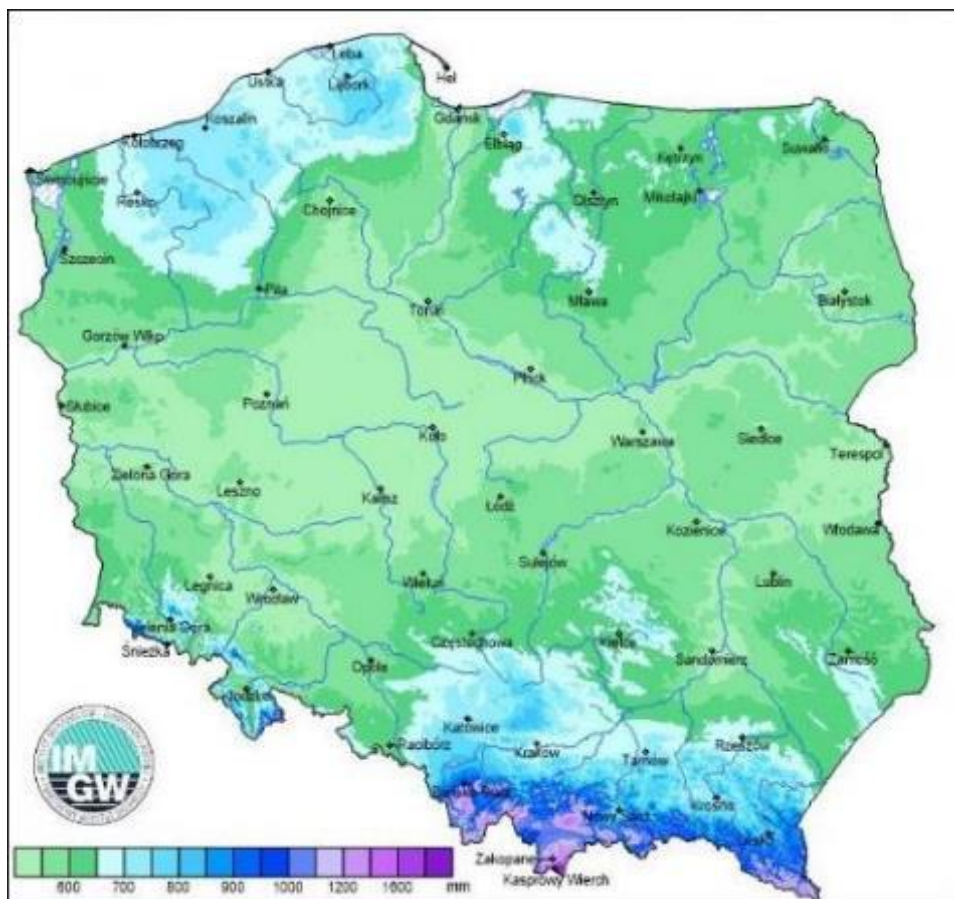 Łeba
Ustka
Lębork
Hel
Koszalin
Gdańsk
Kołobrzeg
Elbląg
Suwałki
Kętrzyn
Świnoujście
Resko
Chojnice
Olsztyn
Mikołajki
Szczecin
Piła
Toruń
Mława
Białystok
Gorzów Wlkp
Płock
Słubice
Poznań
Koło
Warszawa
Siedlce
Terespol
Zielona Góra
Leszno
Kalisz
Łódź
Kozienice
Włodawa
Sulejów
Legnica
Wrocław
Wieluń
Lublin
Jelenia Góra
Śnieżka
Częstochowa
Kielce
Opole
Sandomierz
Zamość
Kłodzko
Katowice
Racibórz
Kraków
Tarnów
Rzeszów
IM
GW
Krosno
Nowy Sącz
Lesko
Zakopane
Kasprowy Wierch
600 700 800 900 1000 1200 1600 mm